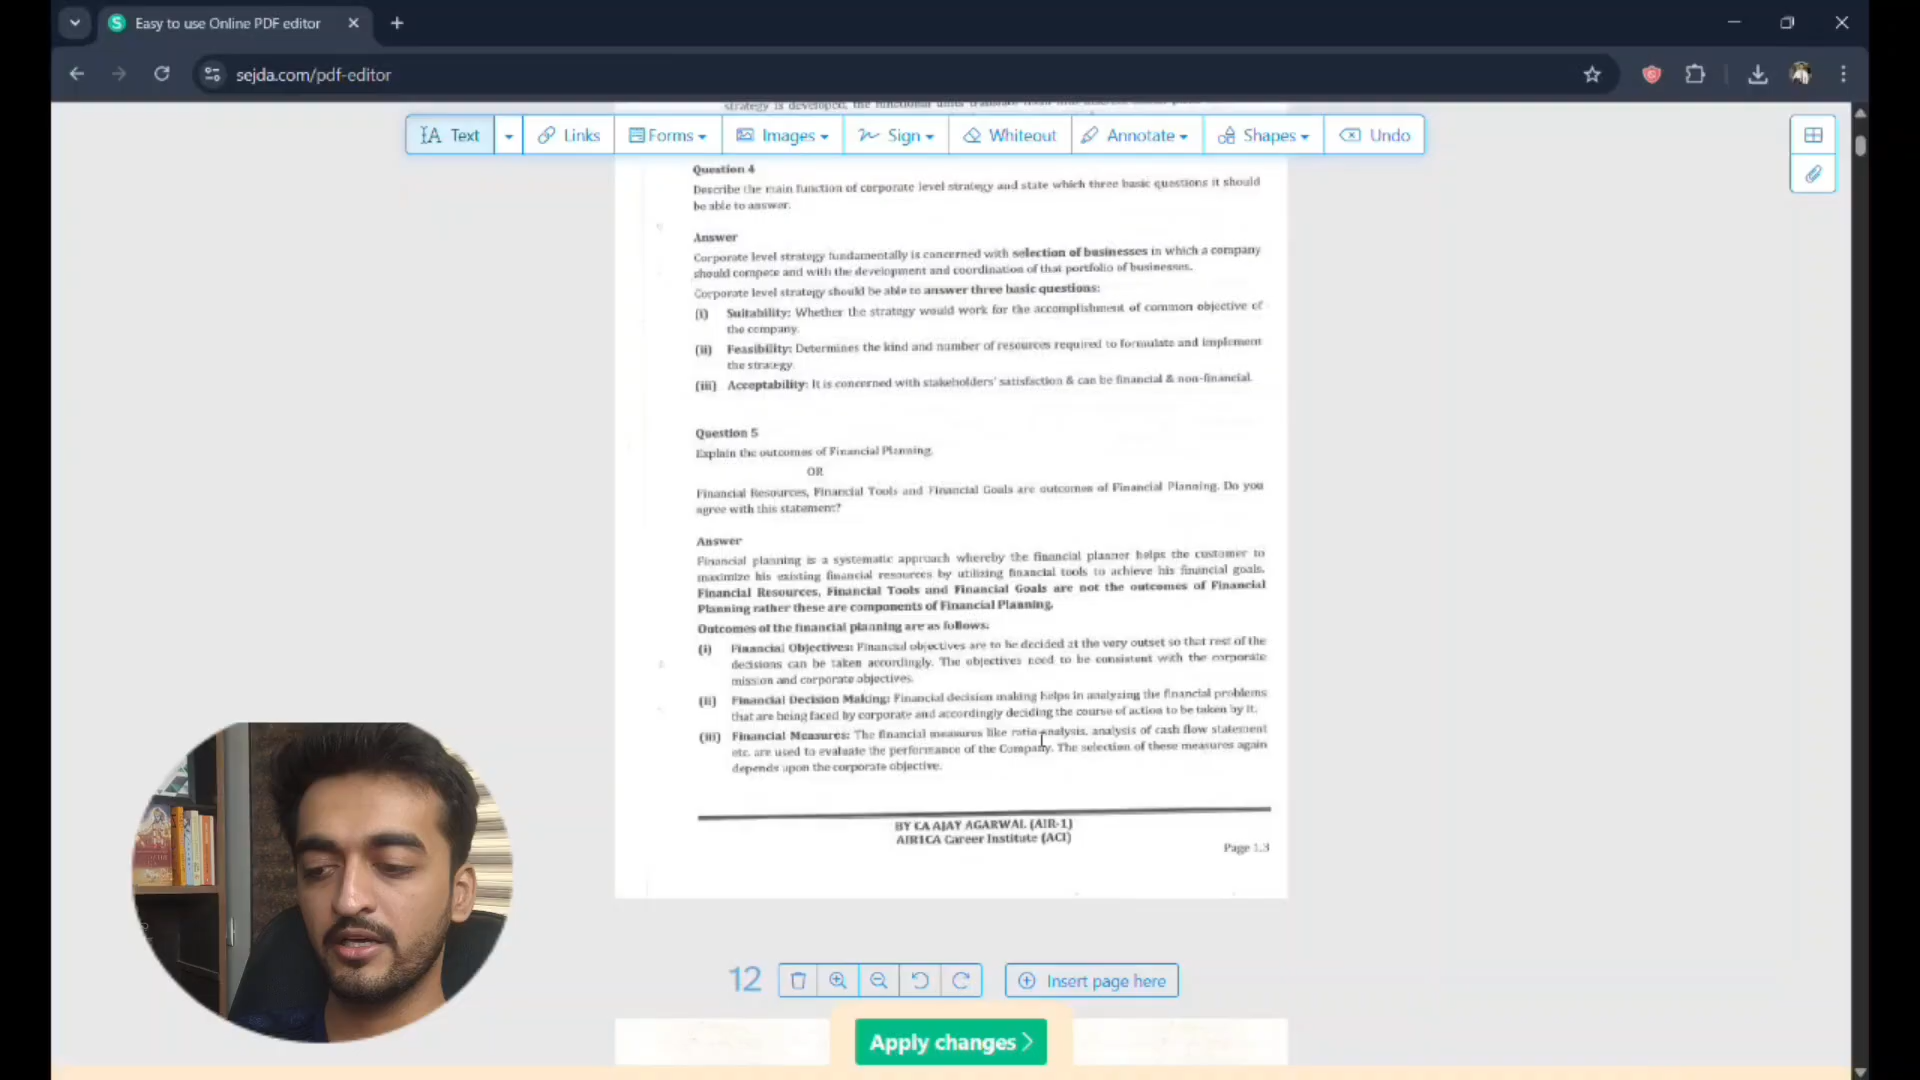 Easy to use Online PDF editor
sejda.com/pdf-editor
Text
Links
Forms
Images
Sign
Whiteout
Annotate
Shapes
Undo
Question 4
Describe the main function of corporate level strategy and state which three basic questions it should
be able to answer.
Answer
Corporate level strategy fundamentally is concerned with selection of businesses in which a company
should compete and with the development and coordination of that portfolio of businesses.
Corporate level strategy should be able to answer three basic questions:
(i) Suitability: Whether the strategy would work for the accomplishment of common objective of
the company.
(ii) Feasibility: Determines the kind and number of resources required to formulate and implement
the strategy.
(iii) Acceptability: It is concerned with stakeholders' satisfaction & can be financial & non-financial.
Question 5
Explain the outcomes of Financial Planning.
OR
Financial Resources, Financial Tools and Financial Goals are outcomes of Financial Planning. Do you
agree with this statement?
Answer
Financial planning is a systematic approach whereby the financial planner helps the customer to
maximize his existing financial resources by utilizing financial tools to achieve his financial goals.
Financial Resources, Financial Tools and Financial Goals are not the outcomes of Financial
Planning rather these are components of Financial Planning.
Outcomes of the financial planning are as follows:
(i) Financial Objectives: Financial objectives are to be decided at the very outset so that rest of the
decisions can be taken accordingly. The objectives need to be consistent with the corporate
mission and corporate objectives.
(ii) Financial Decision Making: Financial decision making helps in analyzing the financial problems
that are being faced by corporate and accordingly deciding the course of action to be taken by it.
(iii) Financial Measures: The financial measures like ratio analysis, analysis of cash flow statement
etc. are used to evaluate the performance of the Company. The selection of these measures again
depends upon the corporate objective.
BY CA AJAY AGARWAL (AIR-1)
AIR1CA Career Institute (ACI)
Page 1.3
12
Insert page here
Apply changes